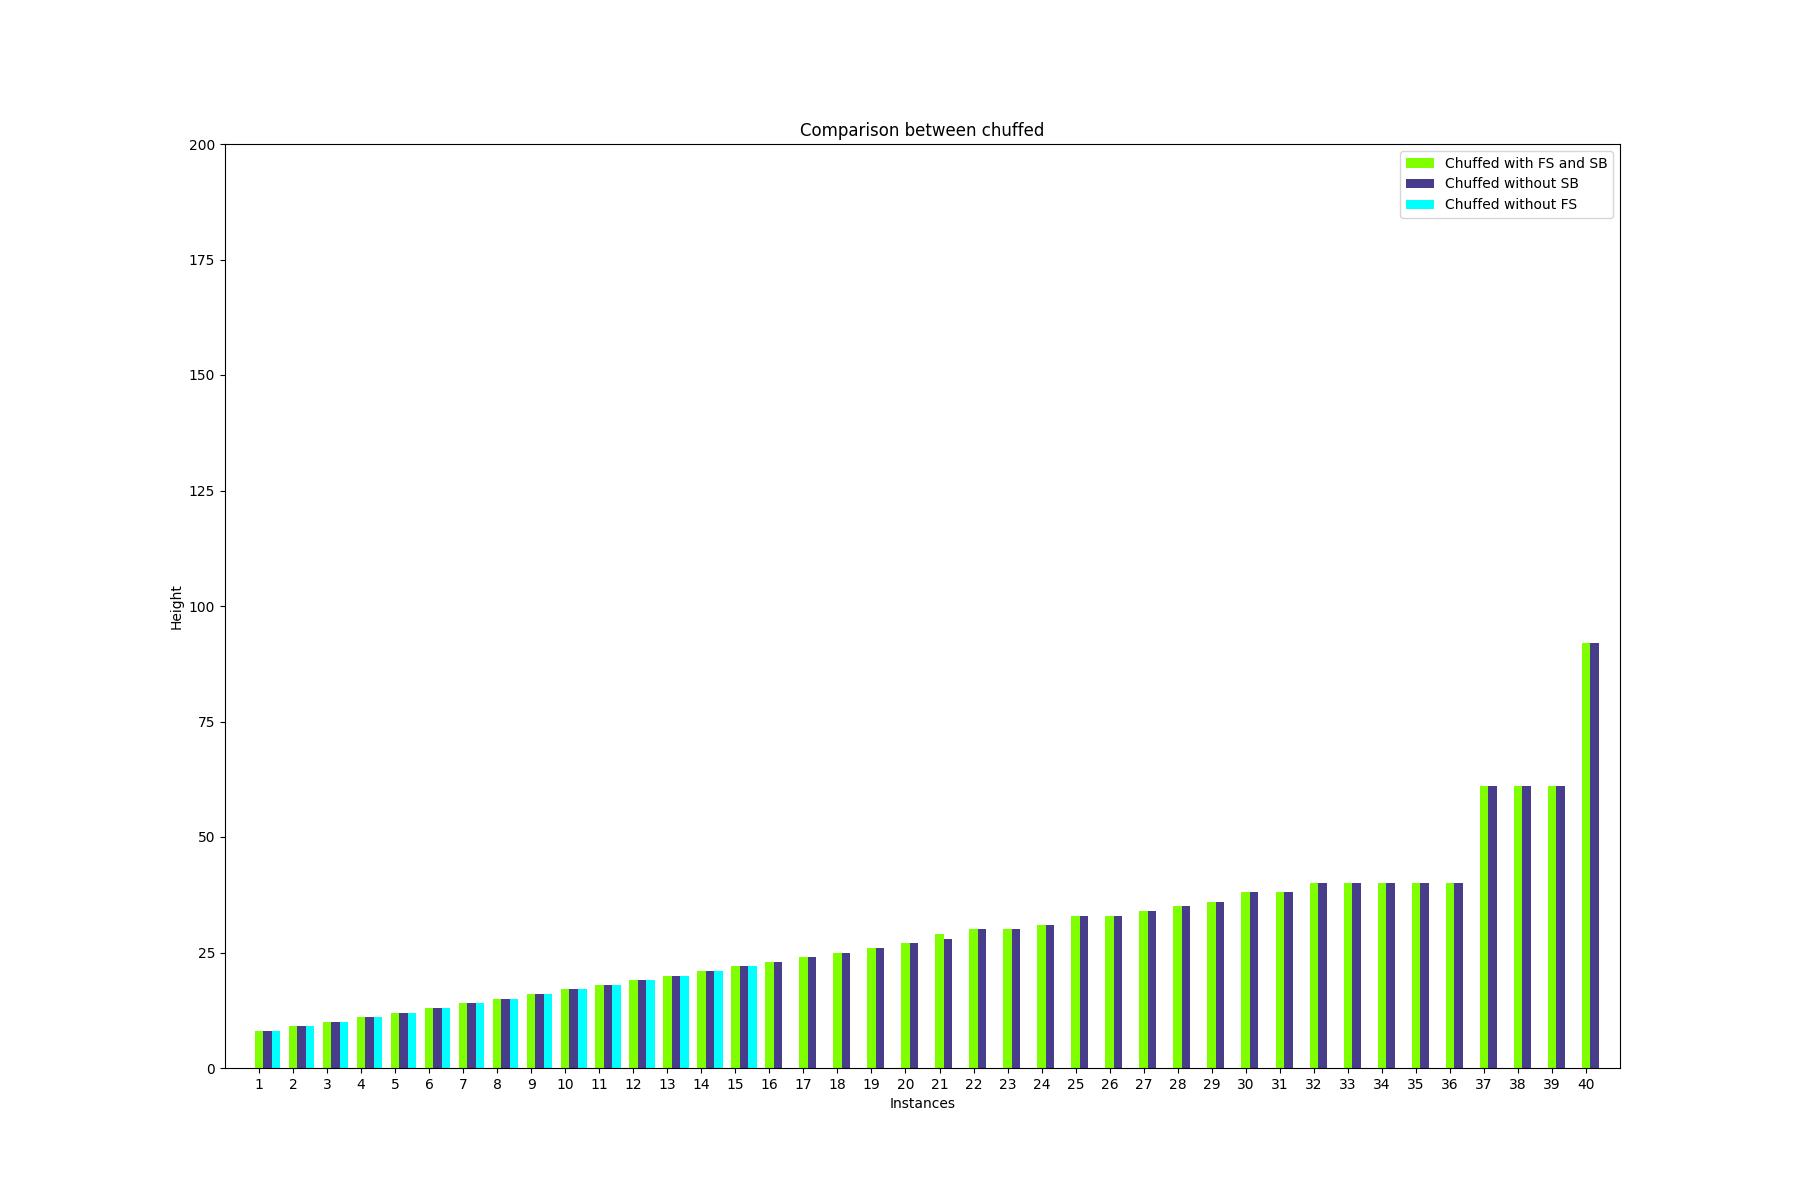 Comparison between chuffed
200
175
150
125
100
75
50
25
0
Height
Chuffed with FS and SB
Chuffed without SB
Chuffed without FS
1 2 3 4 5 6 7 8 9 10 11 12 13 14 15 16 17 18 19 20 21 22 23 24 25 26 27 28 29 30 31 32 33 34 35 36 37 38 39 40
Instances